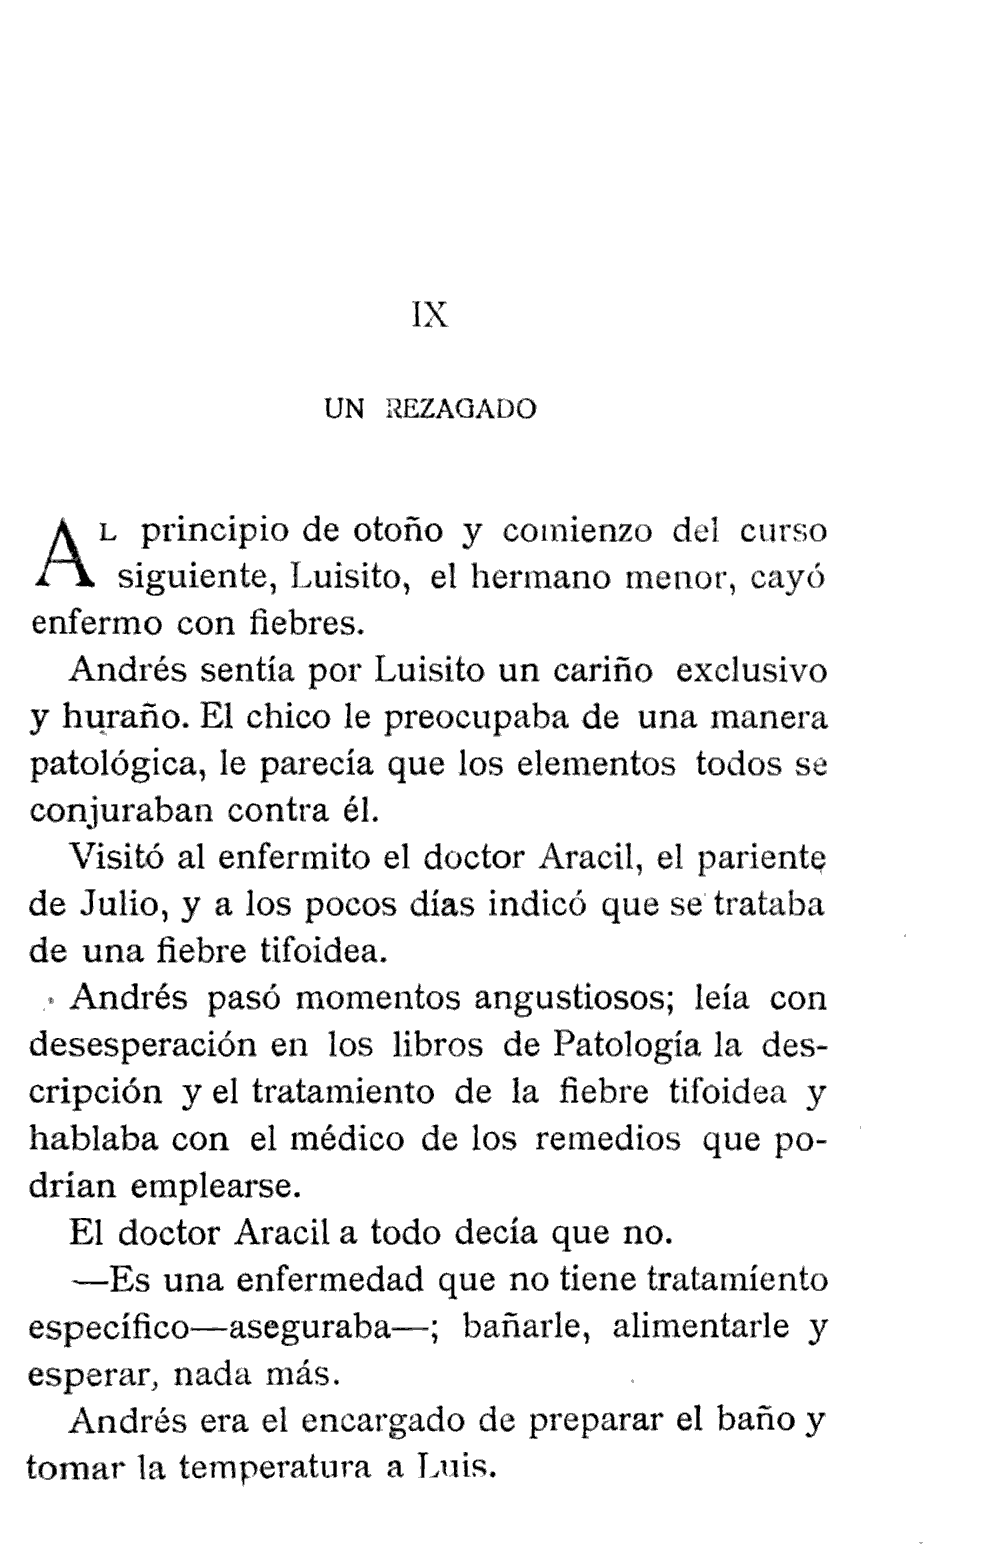 IX
UN REZAGADO
AL principio de otoño y comienzo del curso
siguiente, Luisito, el hermano menor, cayó
enfermo con fiebres.
Andrés sentía por Luisito un cariño exclusivo
y huraño. El chico le preocupaba de una manera
patológica, le parecía que los elementos todos se
conjuraban contra él.
Visitó al enfermito el doctor Aracil, el pariente
de Julio, y a los pocos días indicó que se trataba
de una fiebre tifoidea.
Andrés pasó momentos angustiosos; leía con
desesperación en los libros de Patología la des-
cripción y el tratamiento de la fiebre tifoidea y
hablaba con el médico de los remedios que po-
drían emplearse.
El doctor Aracil a todo decía que no.
—Es una enfermedad que no tiene tratamíento
específico—aseguraba—; bañarle, alimentarle y
esperar, nada más.
Andrés era el encargado de preparar el baño y
tomar la temperatura a Luis.